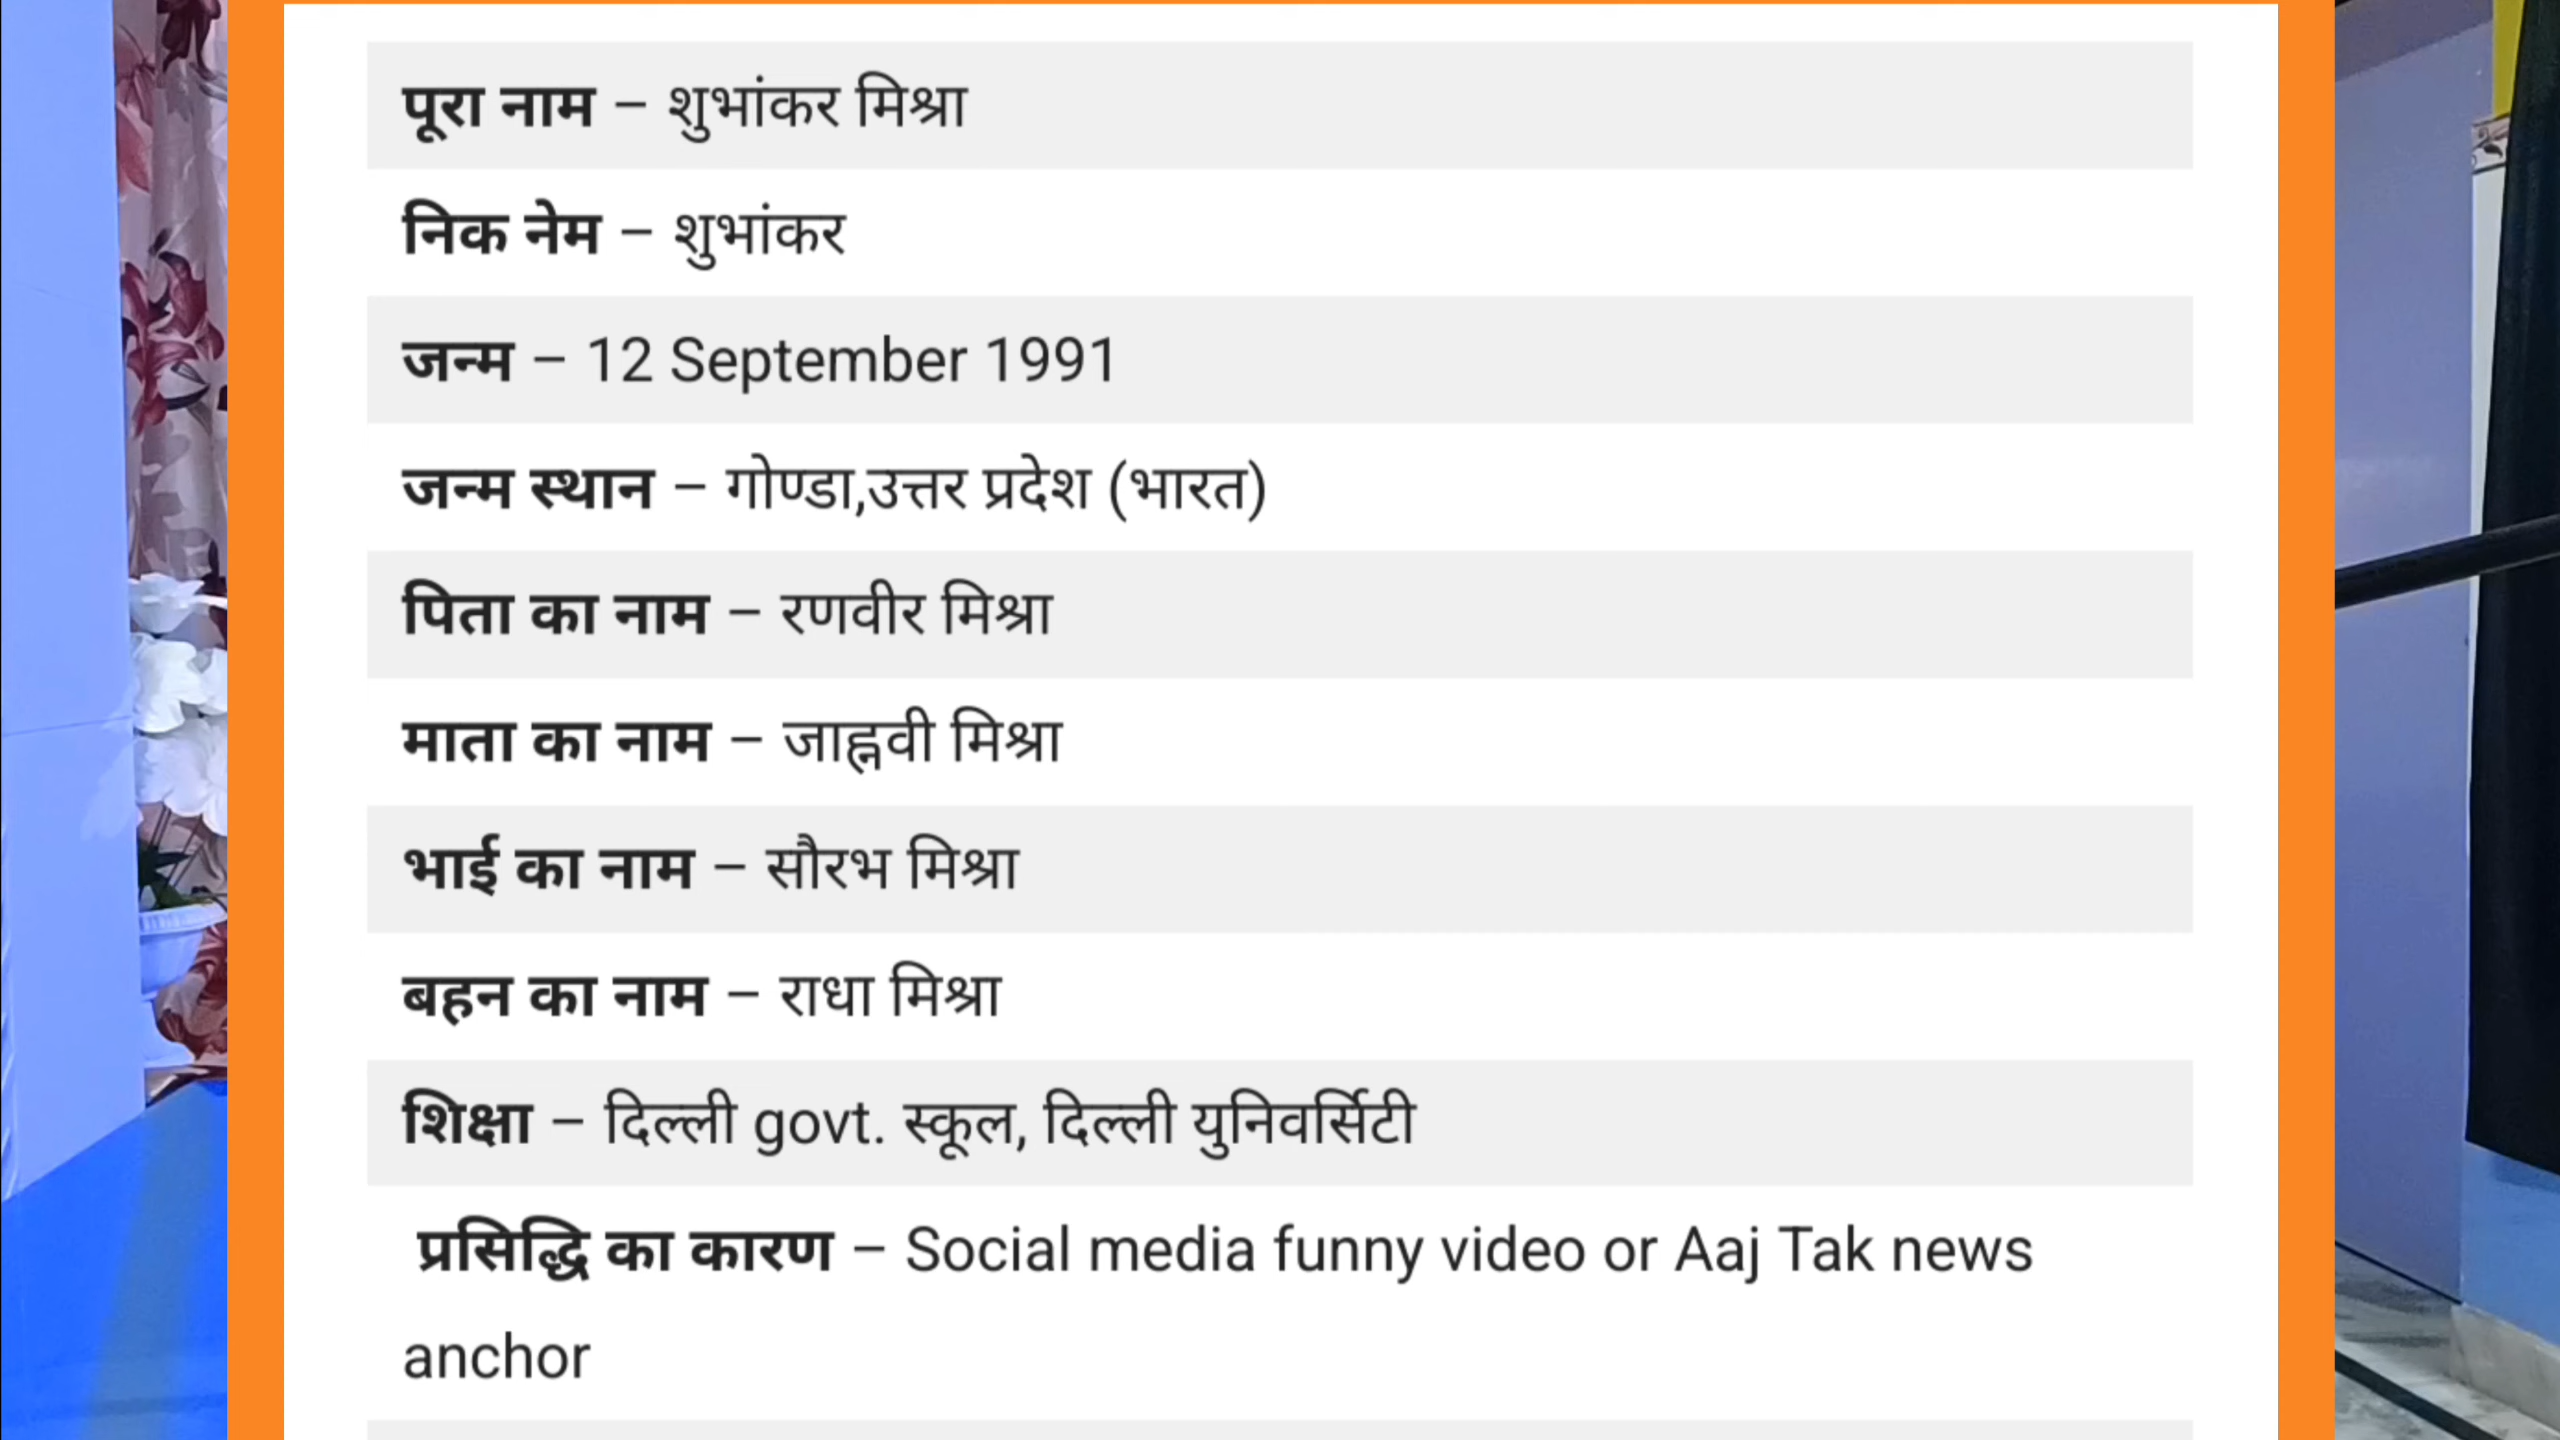 पूरा नाम – शुभांकर मिश्रा
निक नेम – शुभांकर
जन्म – 12 September 1991
जन्म स्थान – गोण्डा,उत्तर प्रदेश (भारत)
पिता का नाम – रणवीर मिश्रा
माता का नाम – जाह्नवी मिश्रा
भाई का नाम – सौरभ मिश्रा
बहन का नाम – राधा मिश्रा
शिक्षा – दिल्ली govt. स्कूल, दिल्ली युनिवर्सिटी
प्रसिद्धि का कारण – Social media funny video or Aaj Tak news
anchor